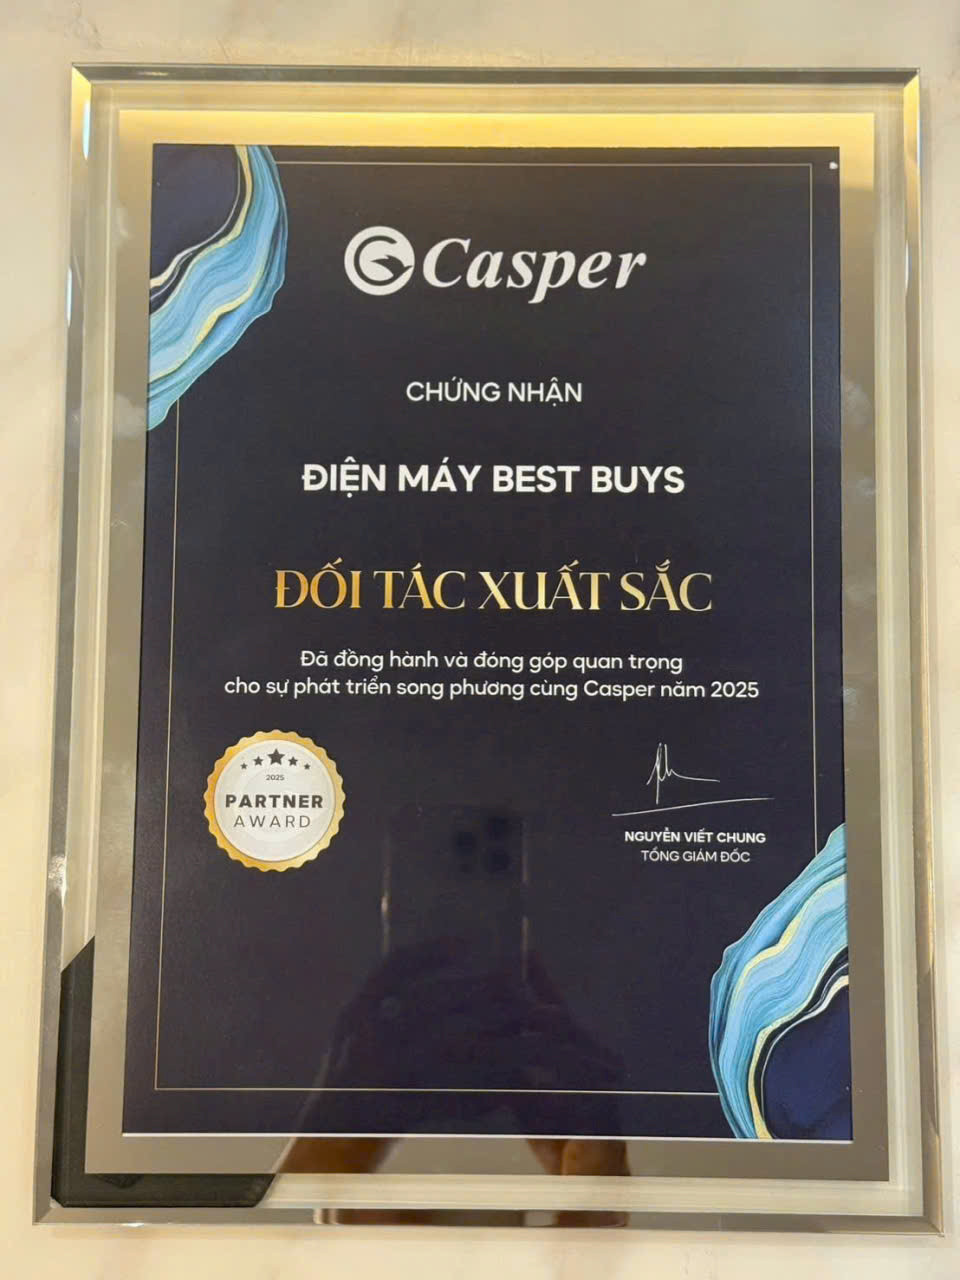 Casper
CHỨNG NHẬN
ĐIỆN MÁY BEST BUYS
ĐỐI TÁC XUẤT SẮC
Đã đồng hành và đóng góp quan trọng
cho sự phát triển song phương cùng Casper năm 2025
2025
PARTNER
AWARD
NGUYỄN VIẾT CHUNG
TỔNG GIÁM ĐỐC